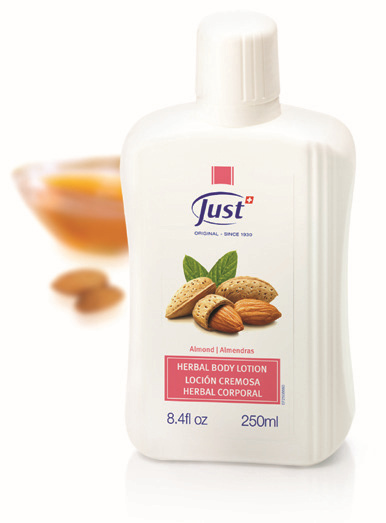 Just
ORIGINAL - SINCE 1930
Almond | Almendras
HERBAL BODY LOTION
LOCIÓN CREMOSA
HERBAL CORPORAL
8.4fl oz 250ml